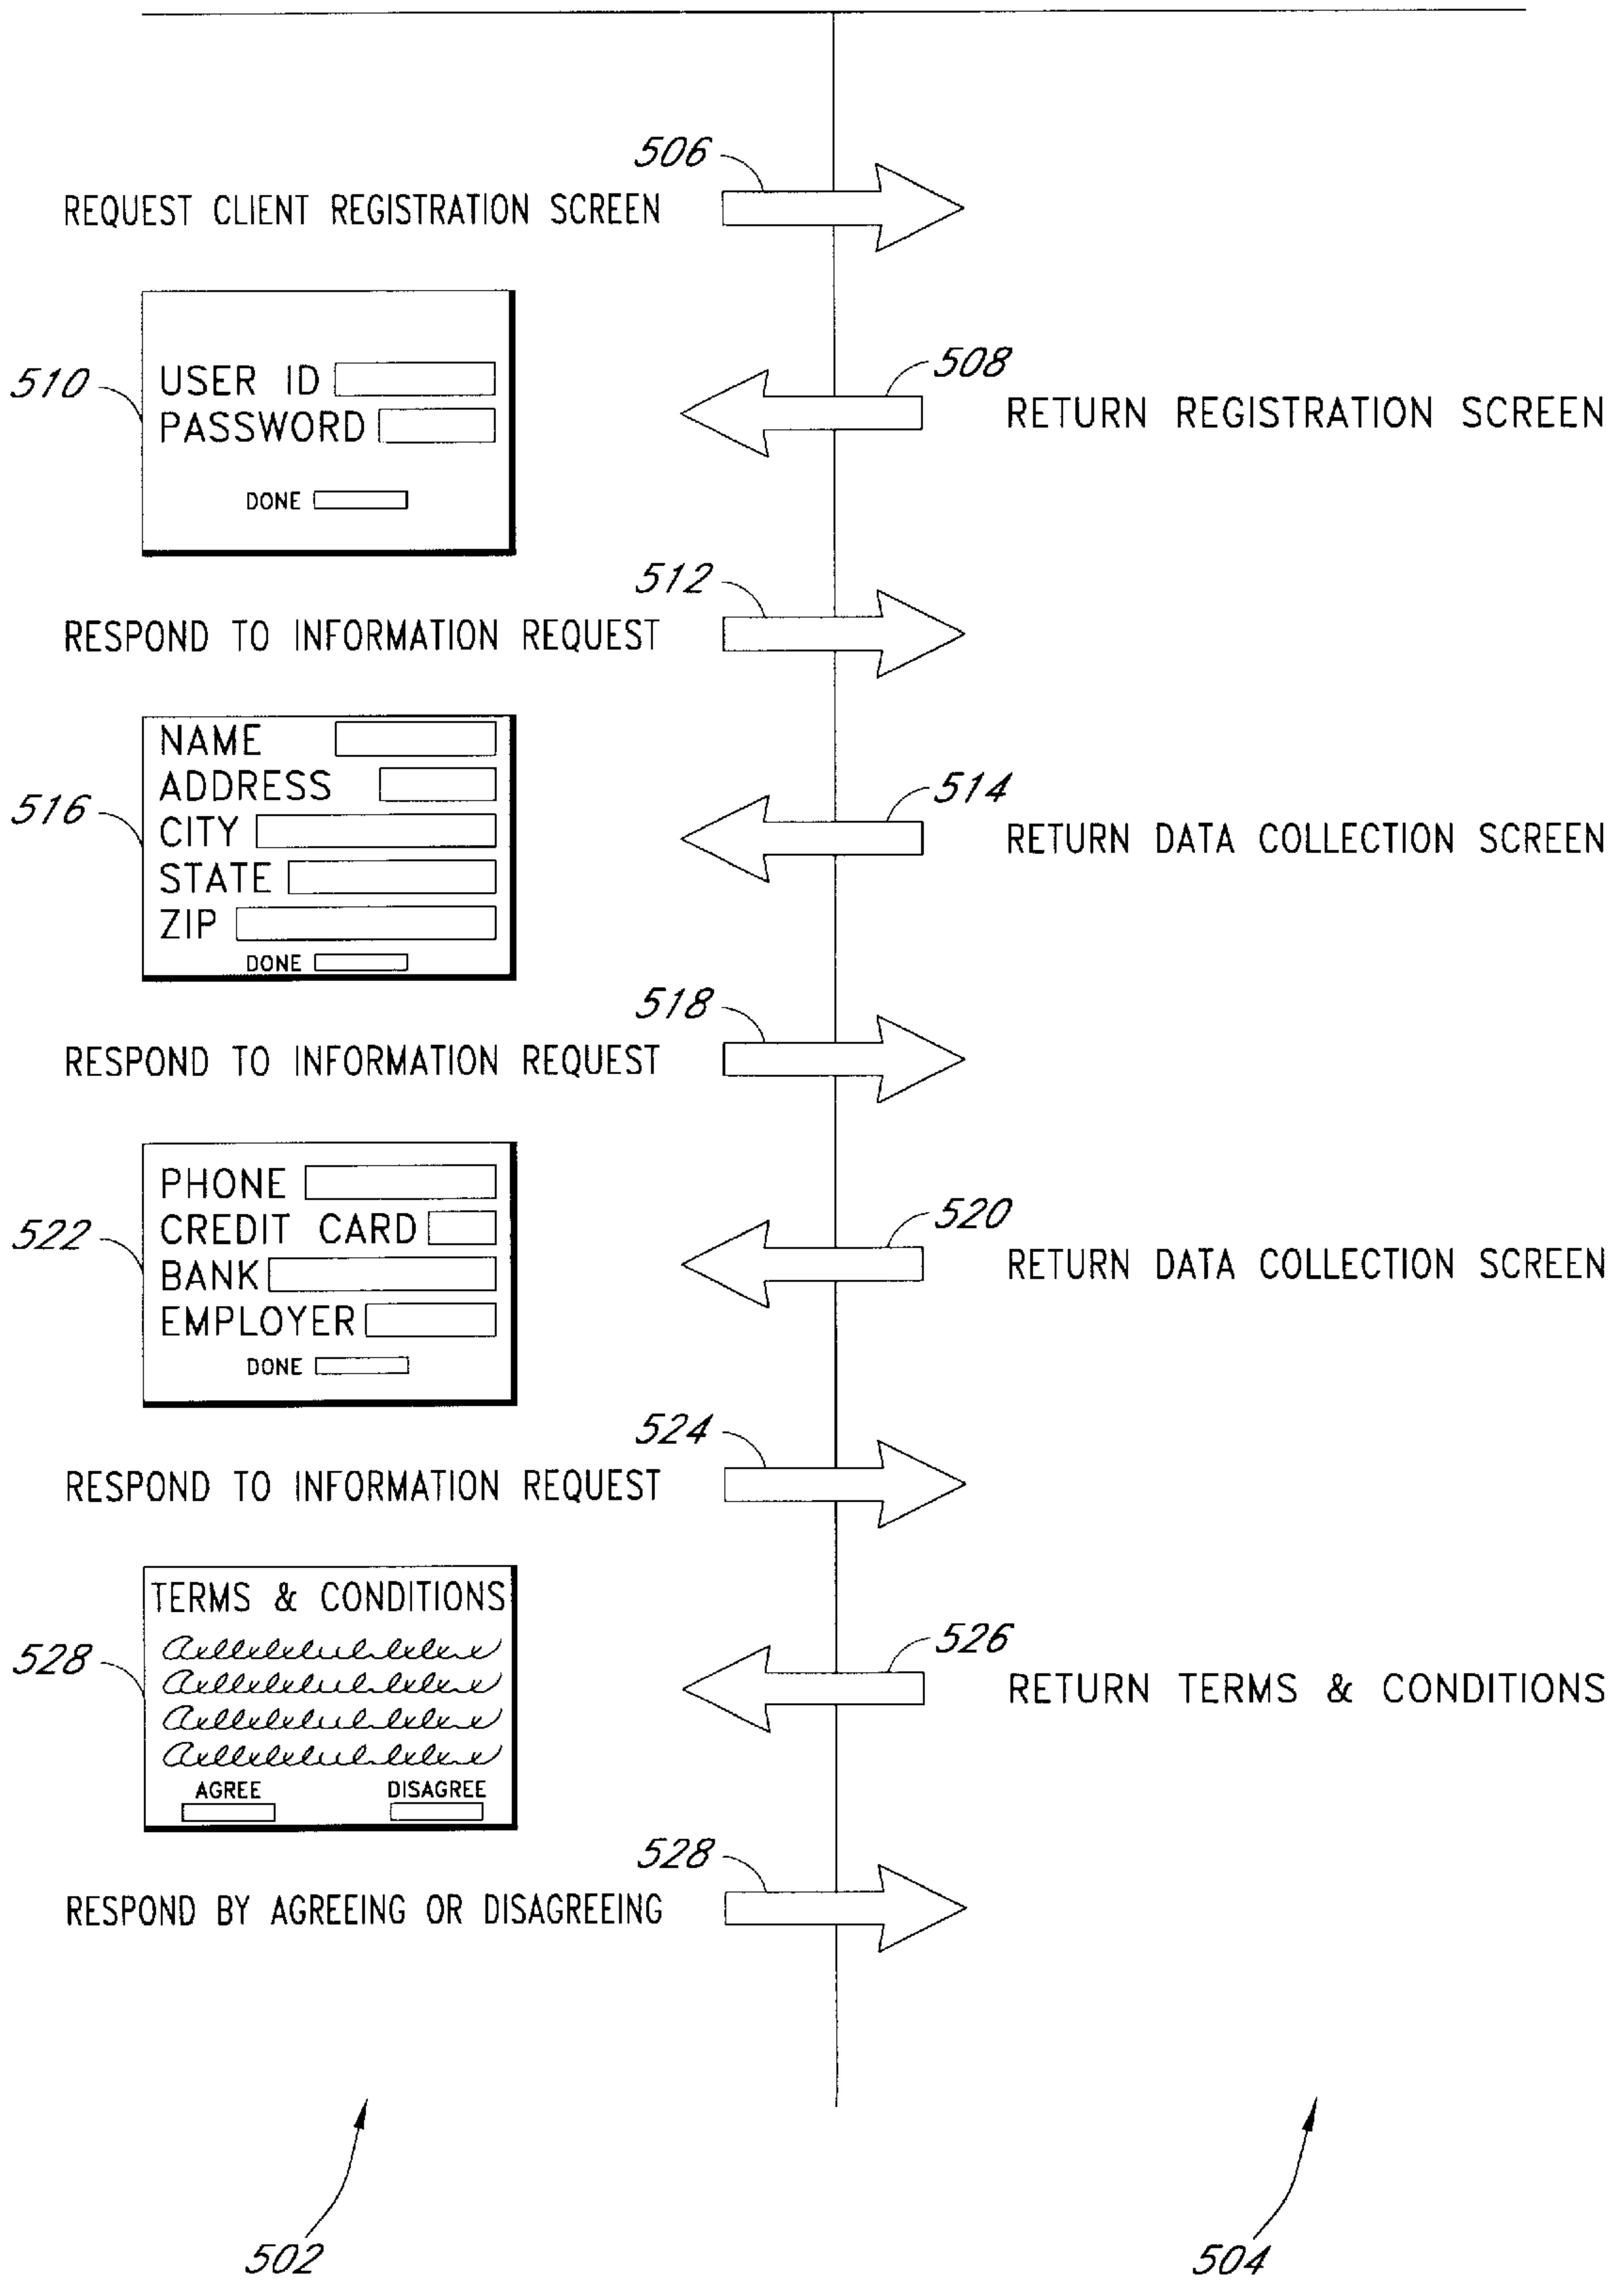 506
REQUEST CLIENT REGISTRATION SCREEN
510
USER ID
PASSWORD
DONE
508
RETURN REGISTRATION SCREEN
512
RESPOND TO INFORMATION REQUEST
516
NAME
ADDRESS
CITY
STATE
ZIP
DONE
514
RETURN DATA COLLECTION SCREEN
518
RESPOND TO INFORMATION REQUEST
522
PHONE
CREDIT CARD
BANK
EMPLOYER
DONE
520
RETURN DATA COLLECTION SCREEN
524
RESPOND TO INFORMATION REQUEST
528
TERMS & CONDITIONS
AGREE DISAGREE
526
RETURN TERMS & CONDITIONS
528
RESPOND BY AGREEING OR DISAGREEING
502
504